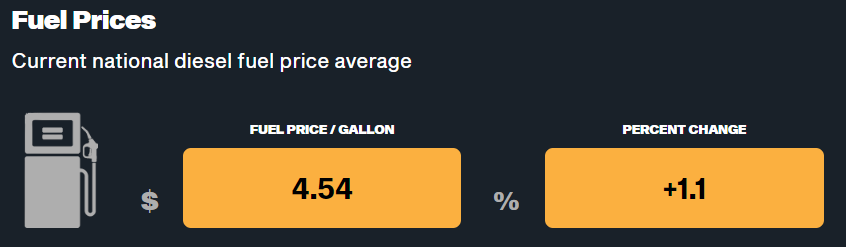 Fuel Prices
Current national diesel fuel price average
FUEL PRICE / GALLON
PERCENT CHANGE
$ 4.54
% +1.1